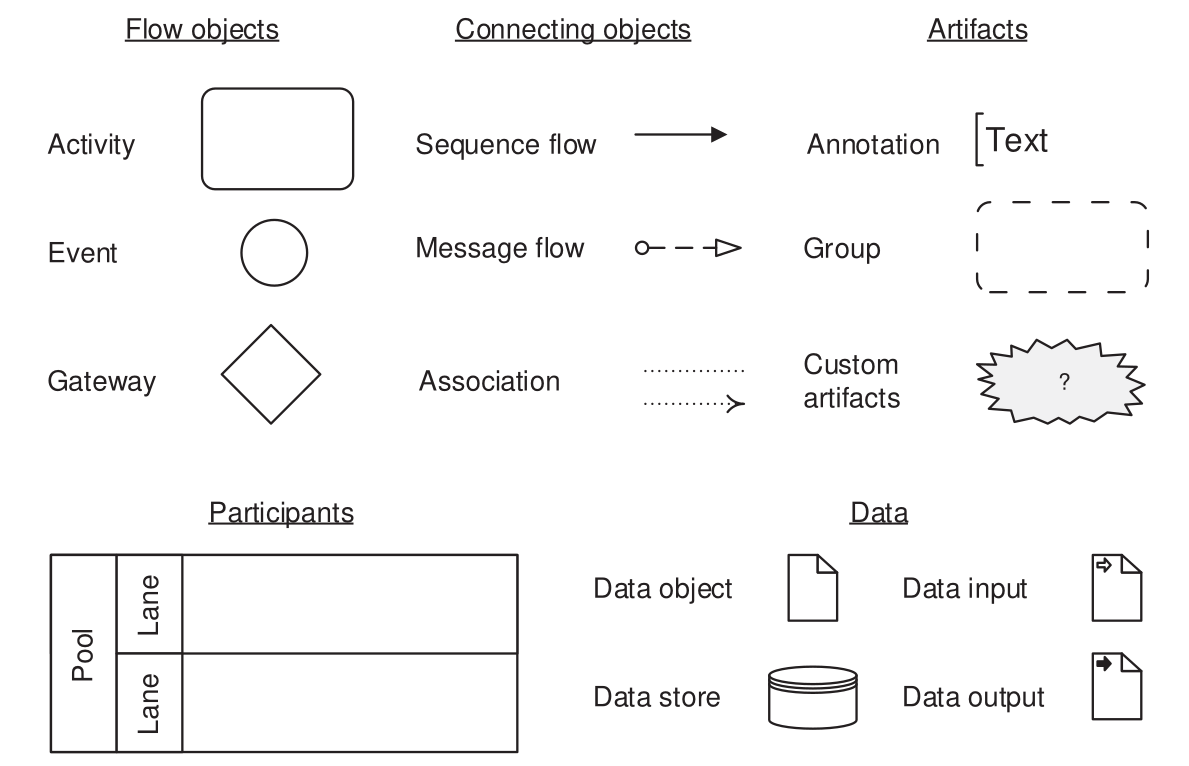 Flow objects
Connecting objects
Artifacts
Activity
Sequence flow
Annotation
Text
Event
Message flow
Group
Gateway
Association
Custom
artifacts
?
Participants
Data
Pool
Lane
Lane
Data object
Data input
Data store
Data output